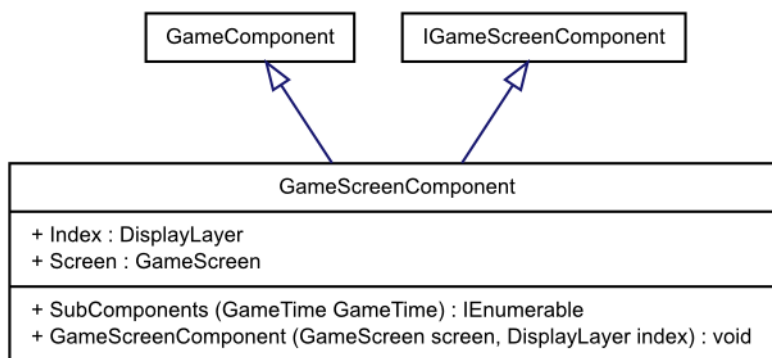 GameComponent
IGameScreenComponent
GameScreenComponent
+ Index : DisplayLayer
+ Screen : GameScreen
+ SubComponents (GameTime GameTime) : IEnumerable
+ GameScreenComponent (GameScreen screen, DisplayLayer index) : void